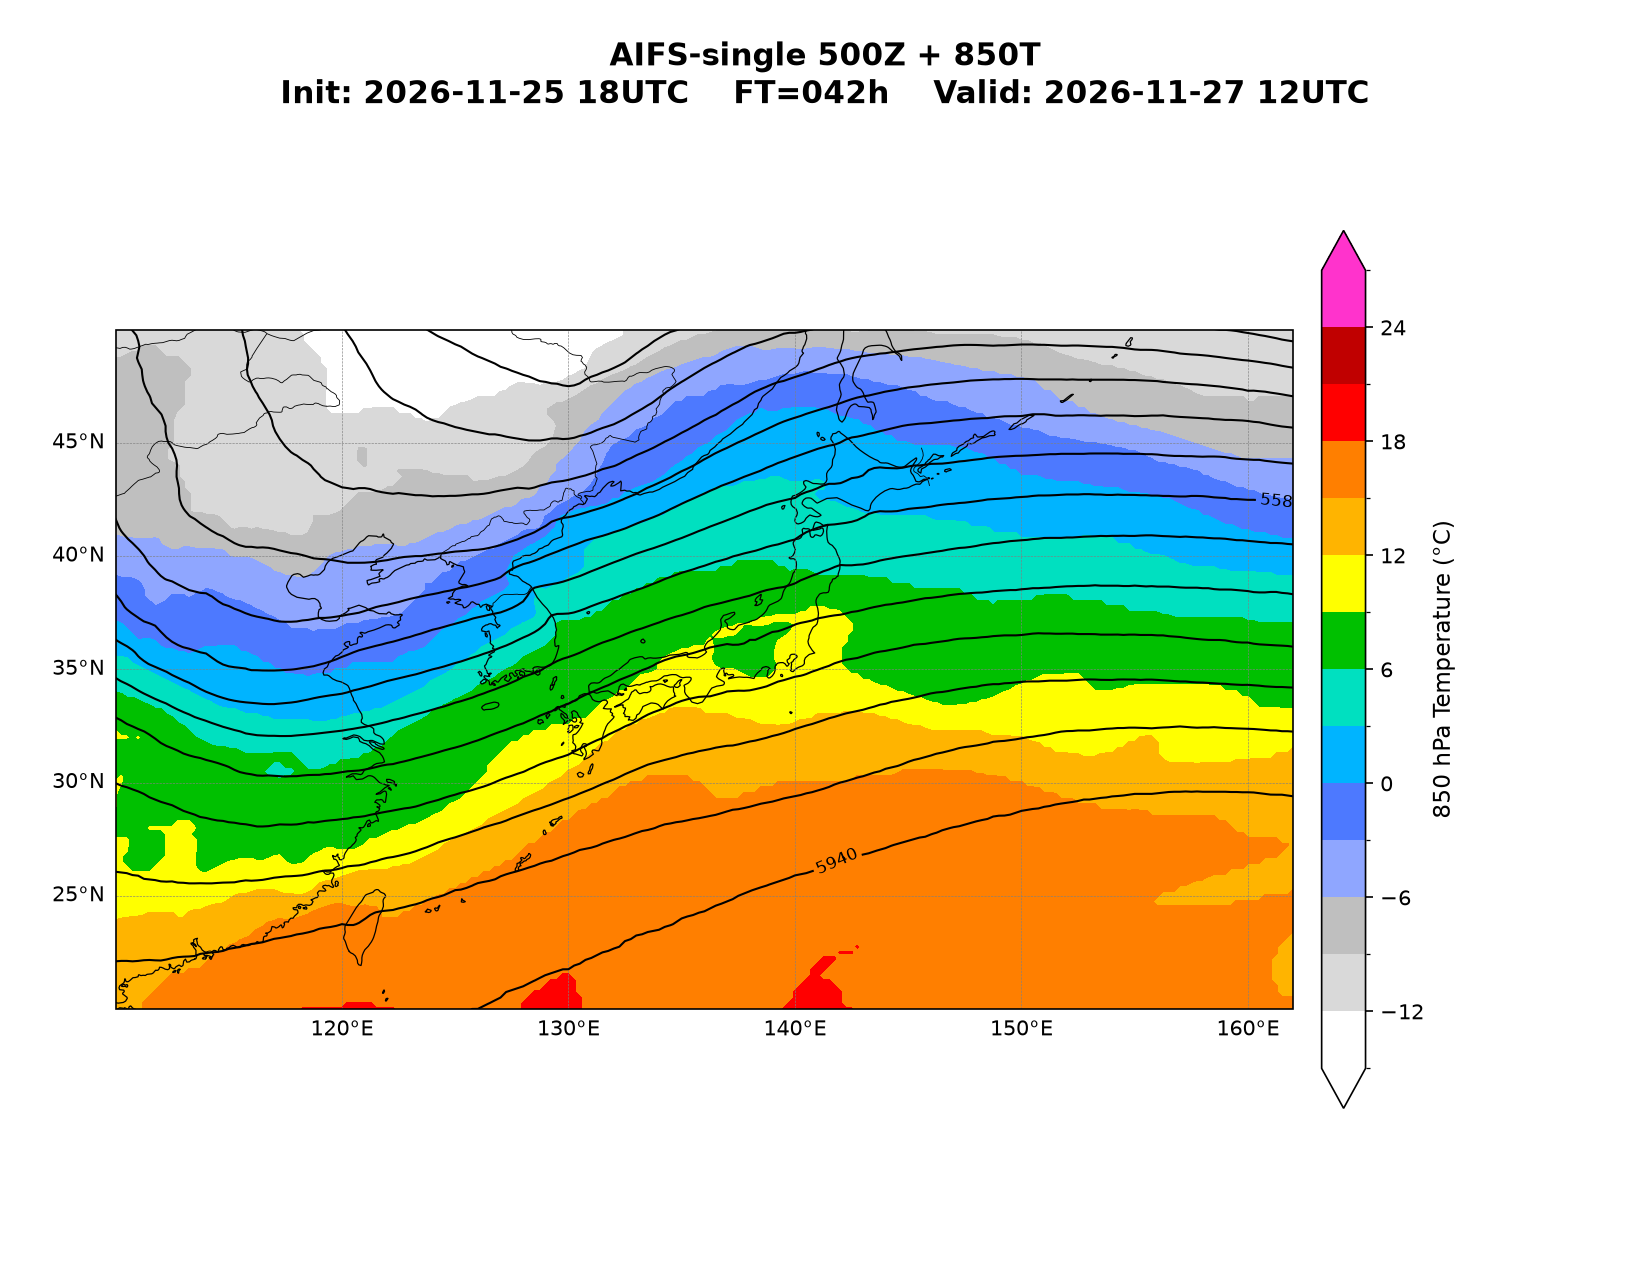 AIFS-single 500Z + 850T
Init: 2026-11-25 18UTC    FT=042h    Valid: 2026-11-27 12UTC
24
18
12
6
0
−6
−12
850 hPa Temperature (°C)
45°N
40°N
35°N
30°N
25°N
558
5940
120°E
130°E
140°E
150°E
160°E